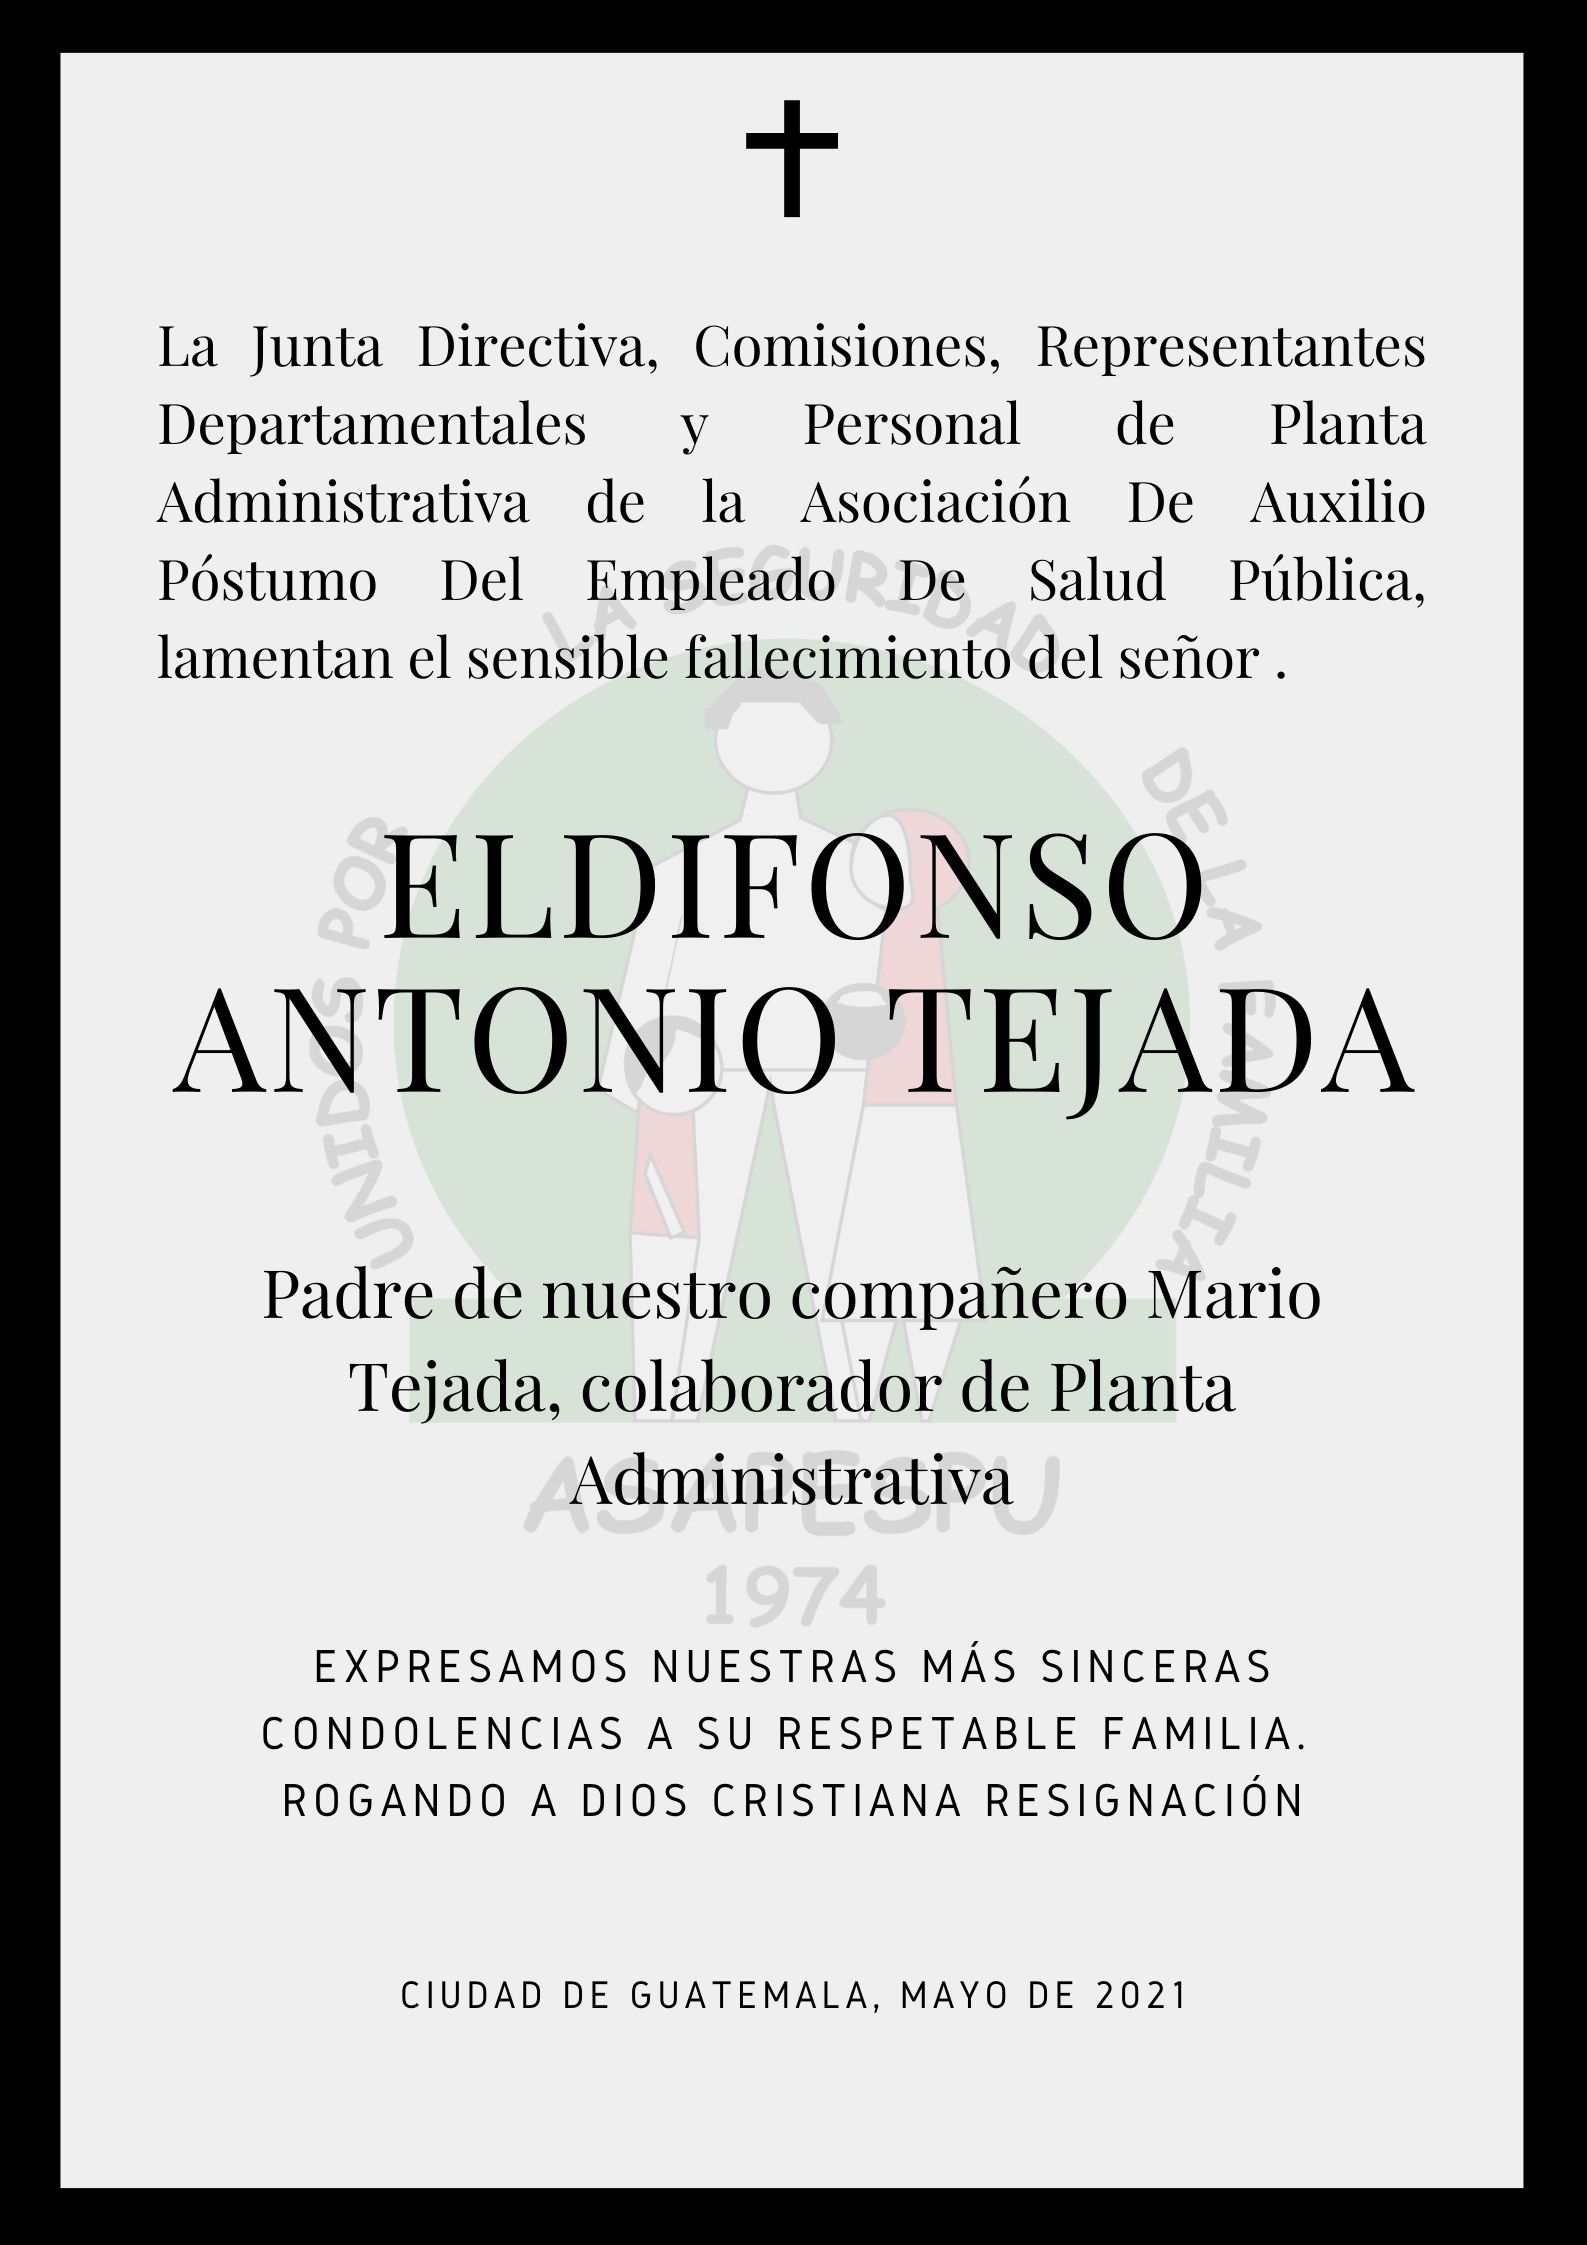 La Junta Directiva, Comisiones, Representantes
Departamentales y Personal de Planta
Administrativa de la Asociación De Auxilio
Póstumo Del Empleado De Salud Pública,
lamentan el sensible fallecimiento del señor .
UNIDOS POR LA SEGURIDAD DE LA FAMILIA
ELDIFONSO
ANTONIO TEJADA
Padre de nuestro compañero Mario
Tejada, colaborador de Planta
Administrativa
ASAPESPU
1974
EXPRESAMOS NUESTRAS MÁS SINCERAS
CONDOLENCIAS A SU RESPETABLE FAMILIA.
ROGANDO A DIOS CRISTIANA RESIGNACIÓN
CIUDAD DE GUATEMALA, MAYO DE 2021